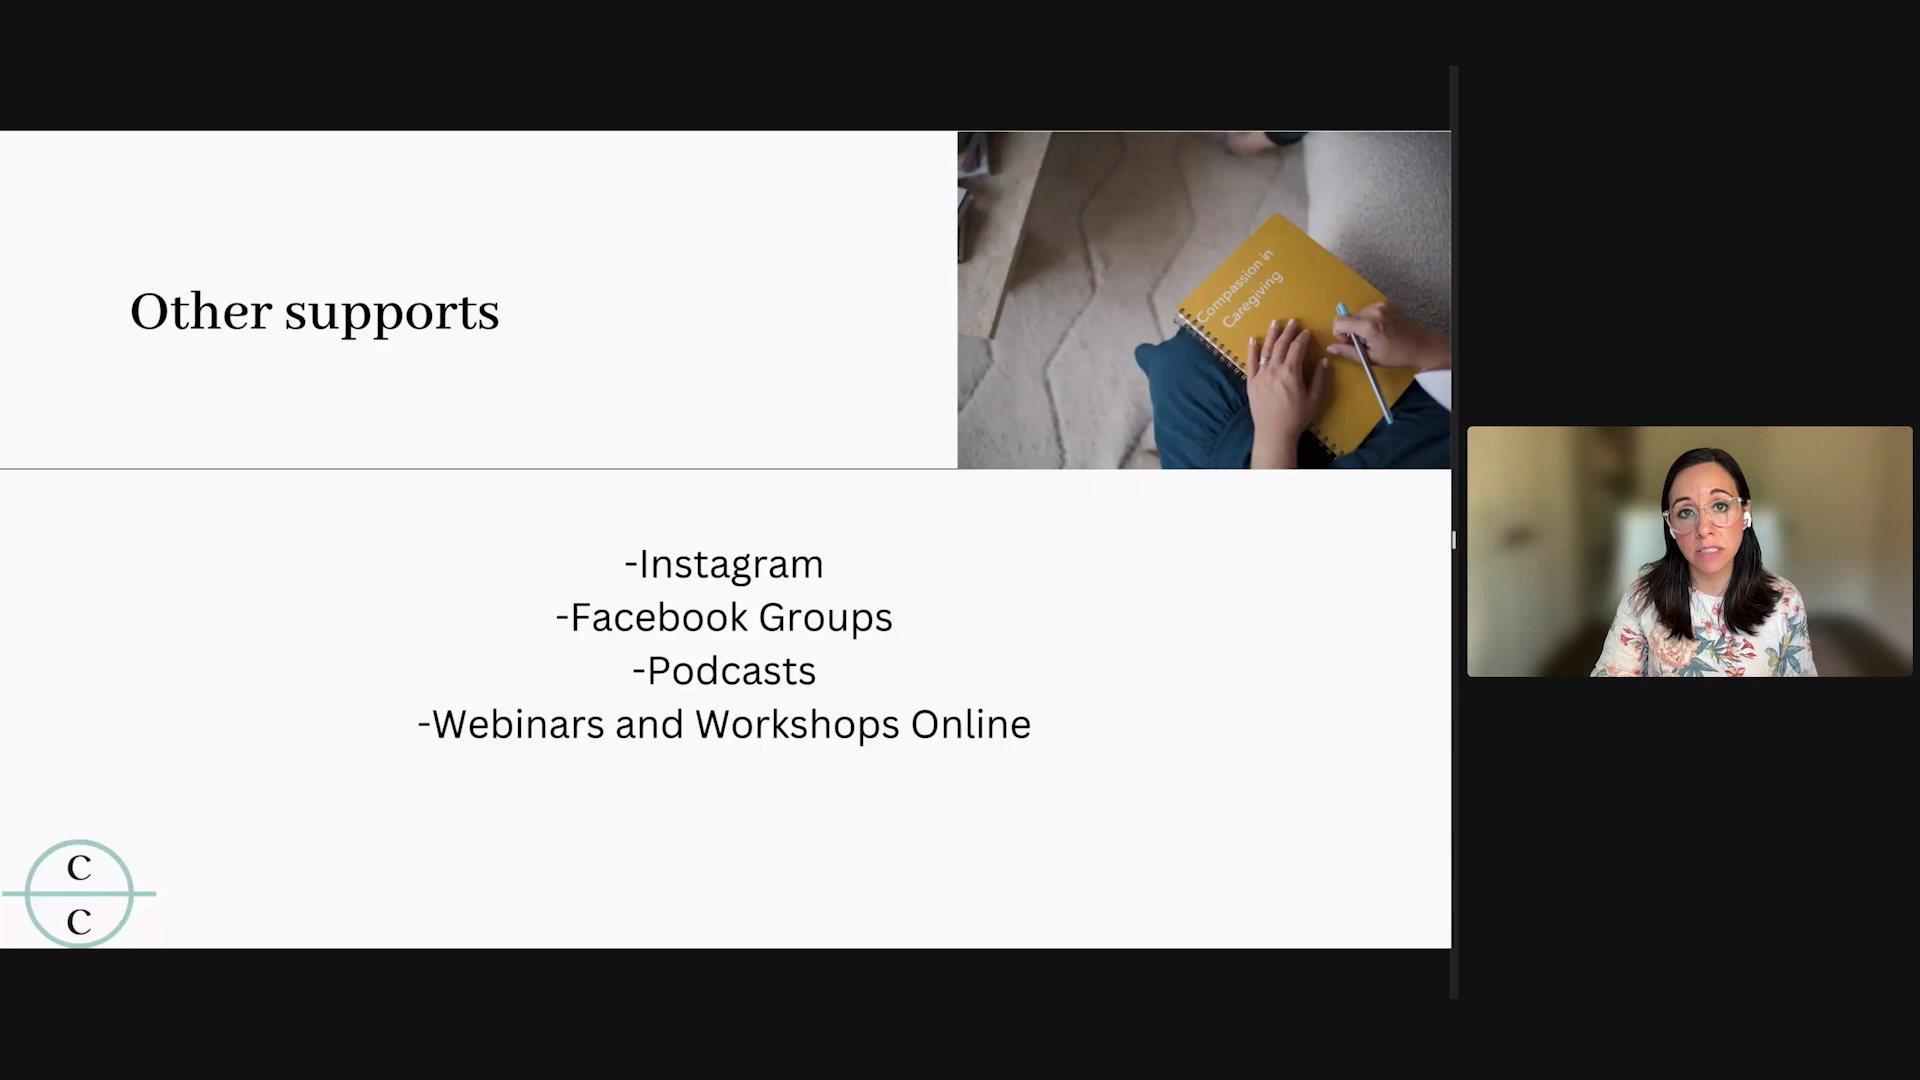 Other supports
Compassion in
Caregiving
-Instagram
-Facebook Groups
-Podcasts
-Webinars and Workshops Online
C
C